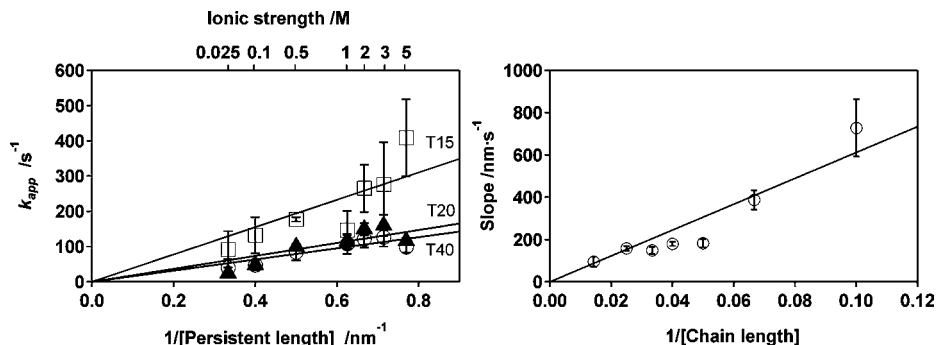 Ionic strength /M
0.025 0.1 0.5 1 2 3 5
600
500
400
300
200
100
0
k_app /s⁻¹
T15
T20
T40
0.0 0.2 0.4 0.6 0.8
1/[Persistent length] /nm⁻¹
1000
800
600
400
200
0
Slope /nm·s⁻¹
0.00 0.02 0.04 0.06 0.08 0.10 0.12
1/[Chain length]